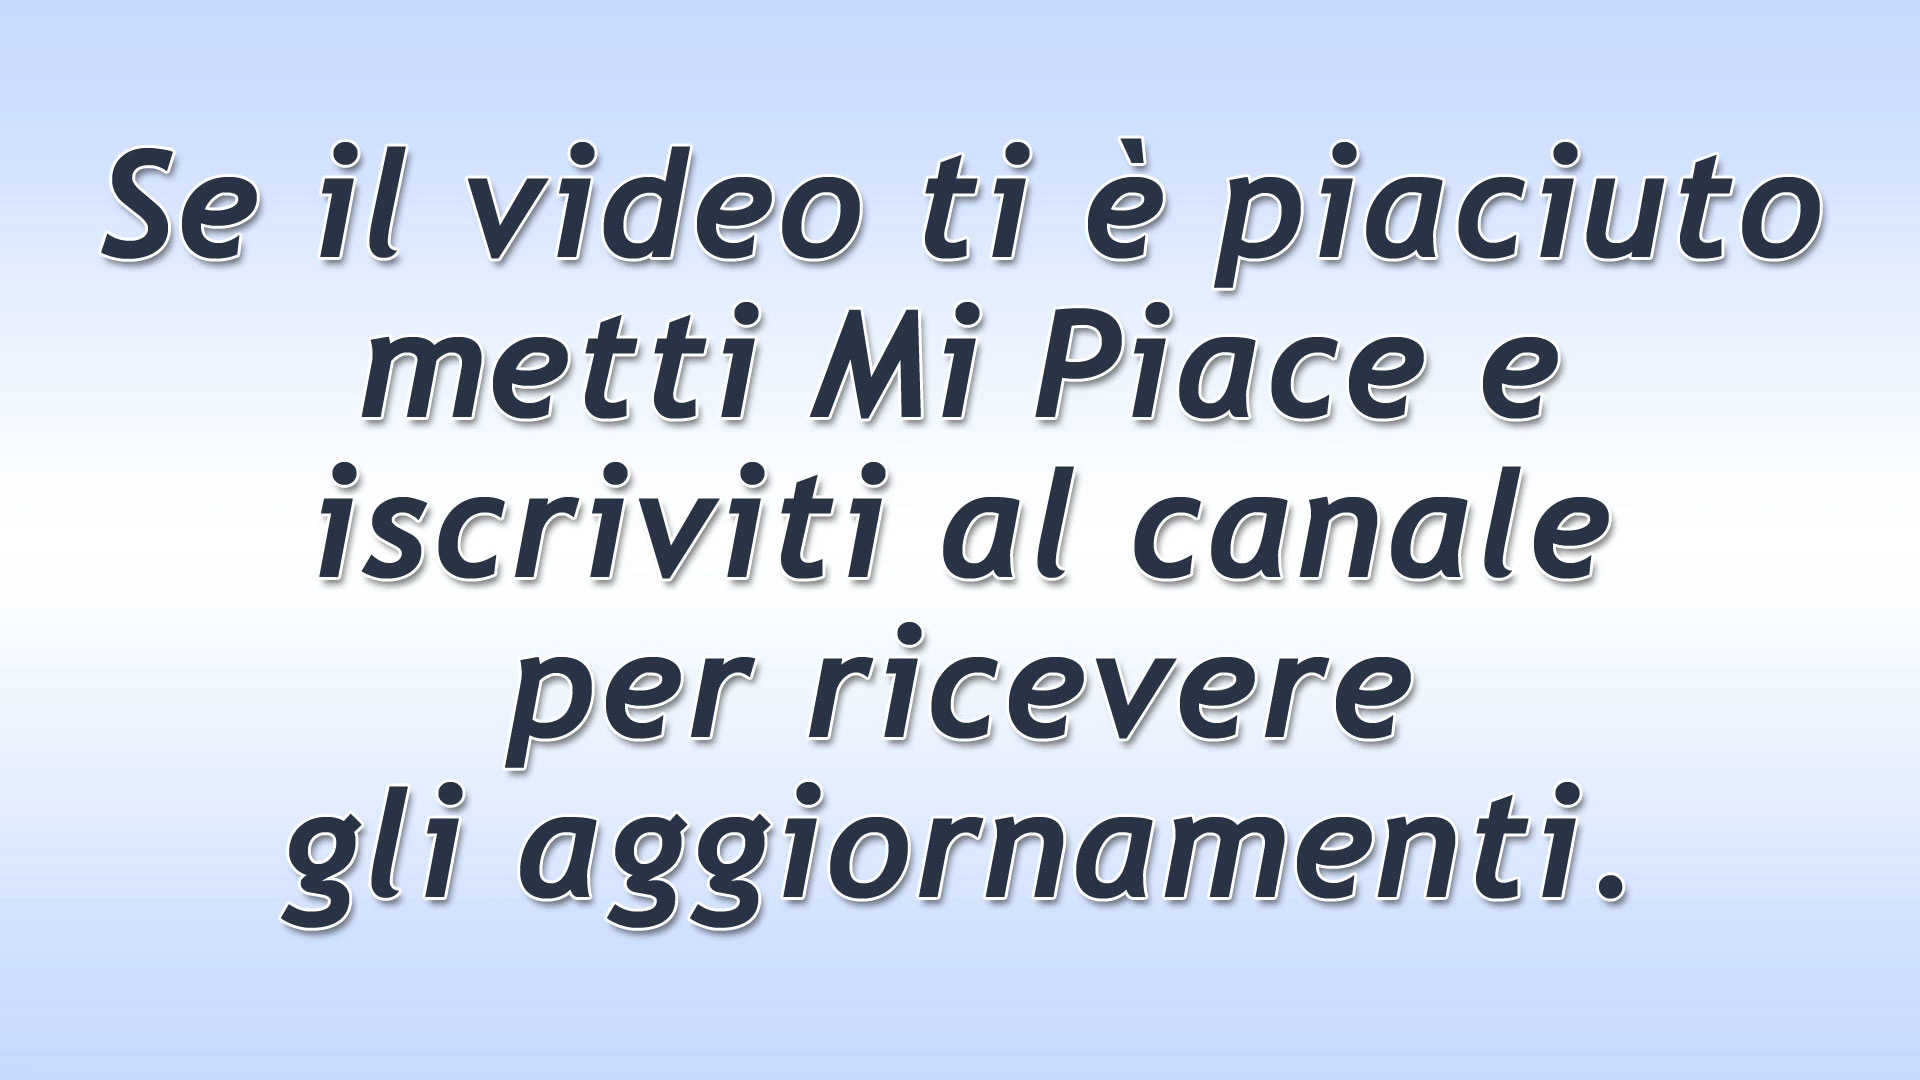 Se il video ti è piaciuto
metti Mi Piace e
iscriviti al canale
per ricevere
gli aggiornamenti.